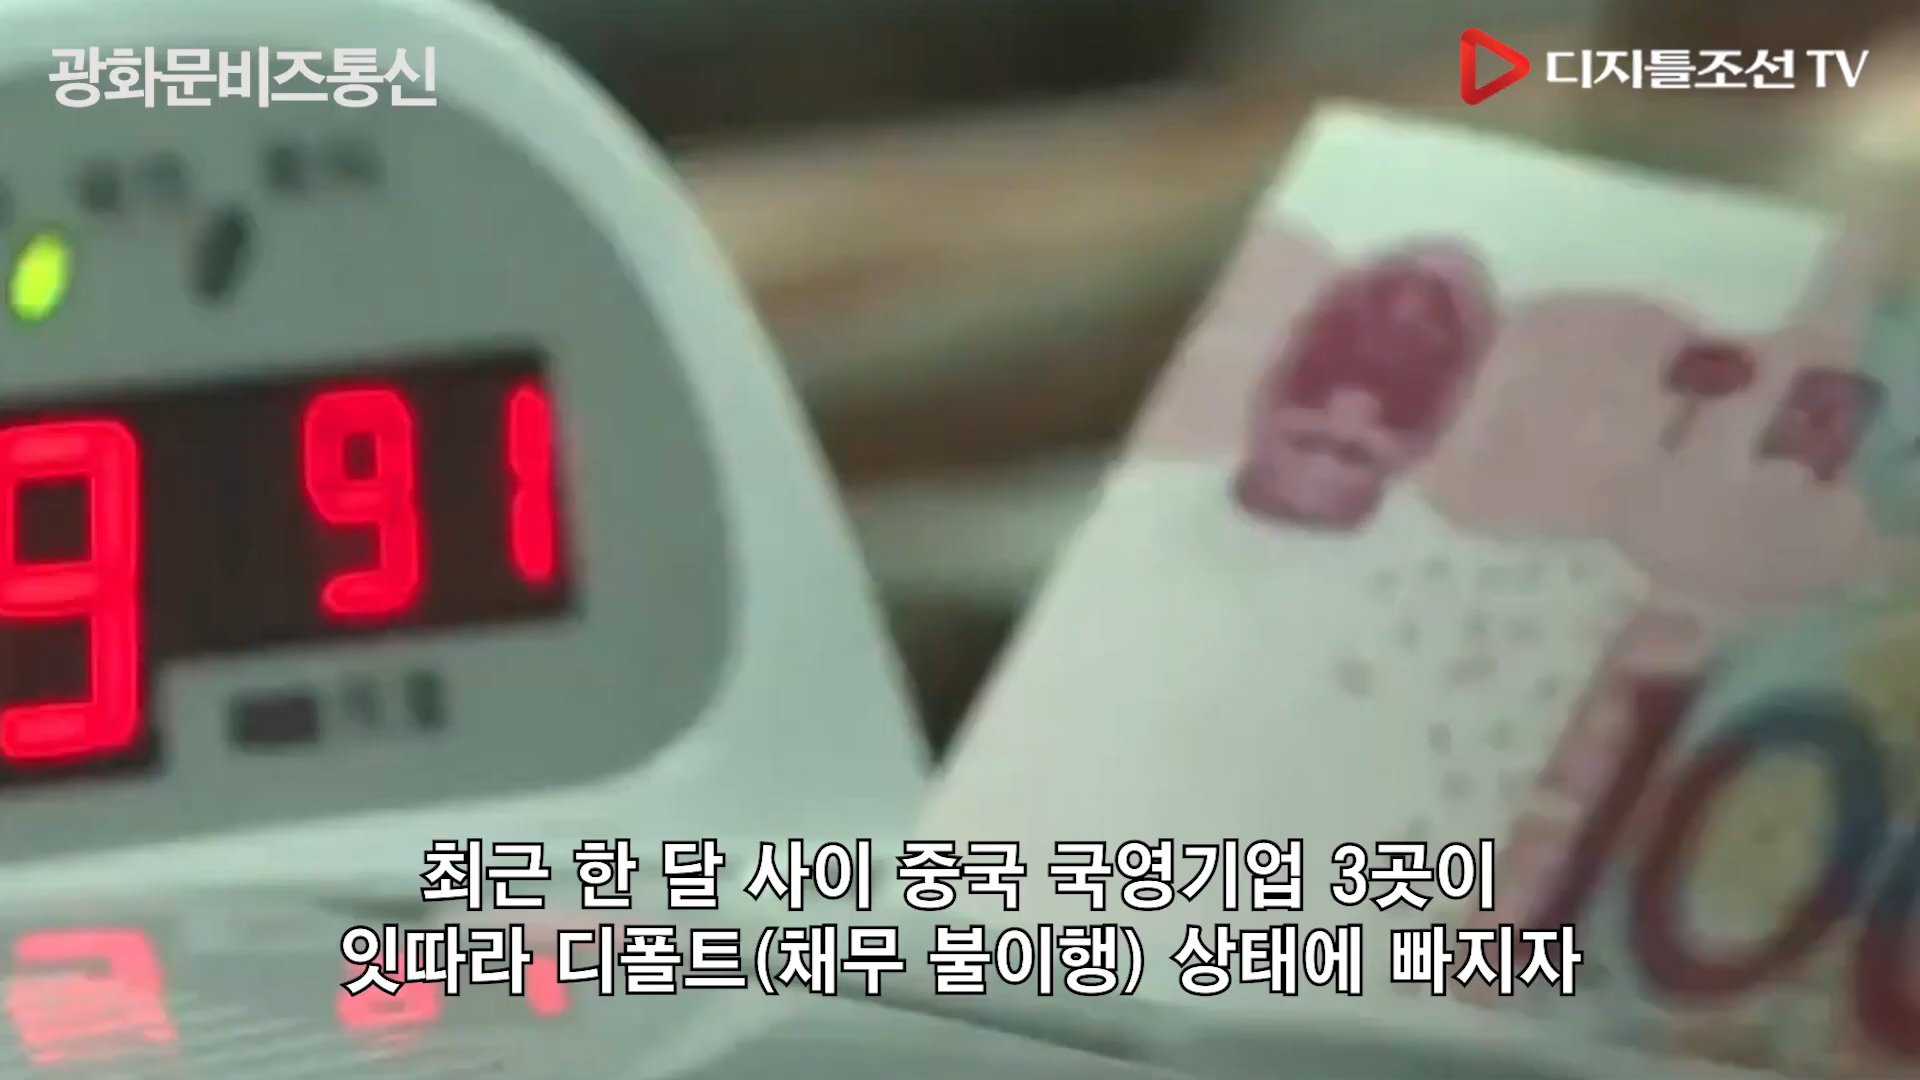 광화문비즈통신
디지틀조선 TV
9 91
최근 한 달 사이 중국 국영기업 3곳이
잇따라 디폴트(채무 불이행) 상태에 빠지자